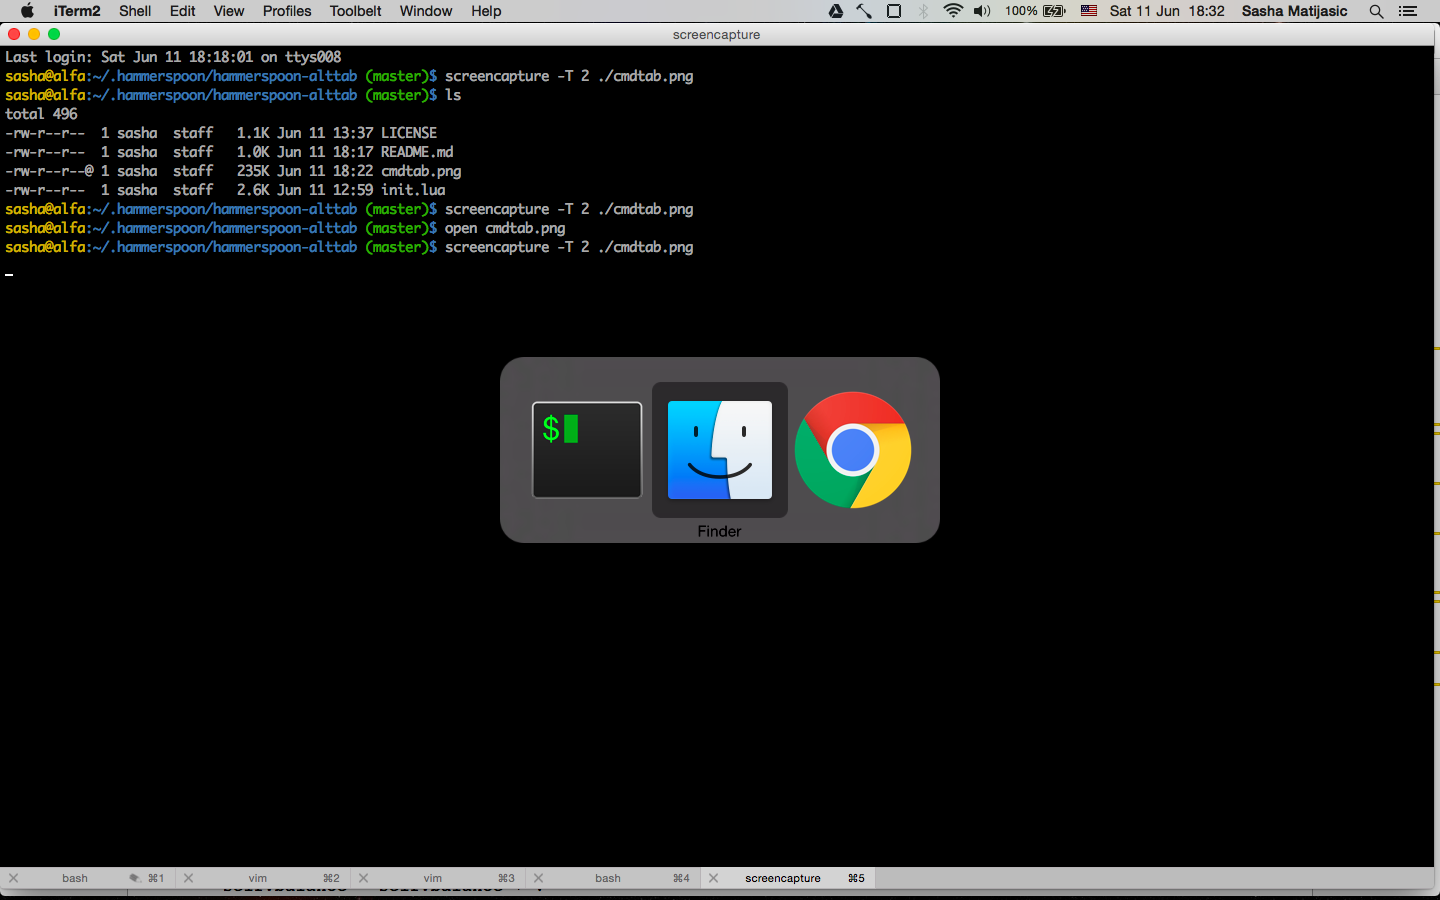 iTerm2 Shell Edit View Profiles Toolbelt Window Help 100% Sat 11 Jun 18:32 Sasha Matijasic
screencapture
Last login: Sat Jun 11 18:18:01 on ttys008
sasha@alfa:~/.hammerspoon/hammerspoon-alttab (master)$ screencapture -T 2 ./cmdtab.png
sasha@alfa:~/.hammerspoon/hammerspoon-alttab (master)$ ls
total 496
-rw-r--r--  1 sasha  staff   1.1K Jun 11 13:37 LICENSE
-rw-r--r--  1 sasha  staff   1.0K Jun 11 18:17 README.md
-rw-r--r--@ 1 sasha  staff   235K Jun 11 18:22 cmdtab.png
-rw-r--r--  1 sasha  staff   2.6K Jun 11 12:59 init.lua
sasha@alfa:~/.hammerspoon/hammerspoon-alttab (master)$ screencapture -T 2 ./cmdtab.png
sasha@alfa:~/.hammerspoon/hammerspoon-alttab (master)$ open cmdtab.png
sasha@alfa:~/.hammerspoon/hammerspoon-alttab (master)$ screencapture -T 2 ./cmdtab.png
$
Finder
bash ⌘1 vim ⌘2 vim ⌘3 bash ⌘4 screencapture ⌘5